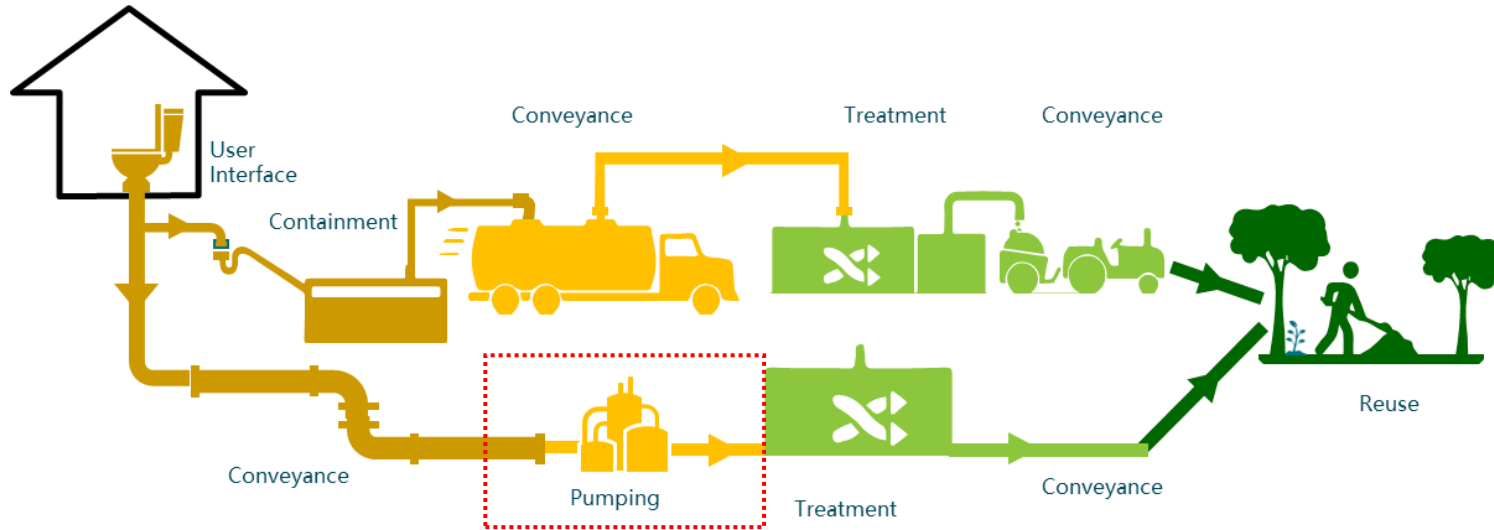 Conveyance
Treatment
Conveyance
User
Interface
Containment
Reuse
Conveyance
Pumping
Treatment
Conveyance